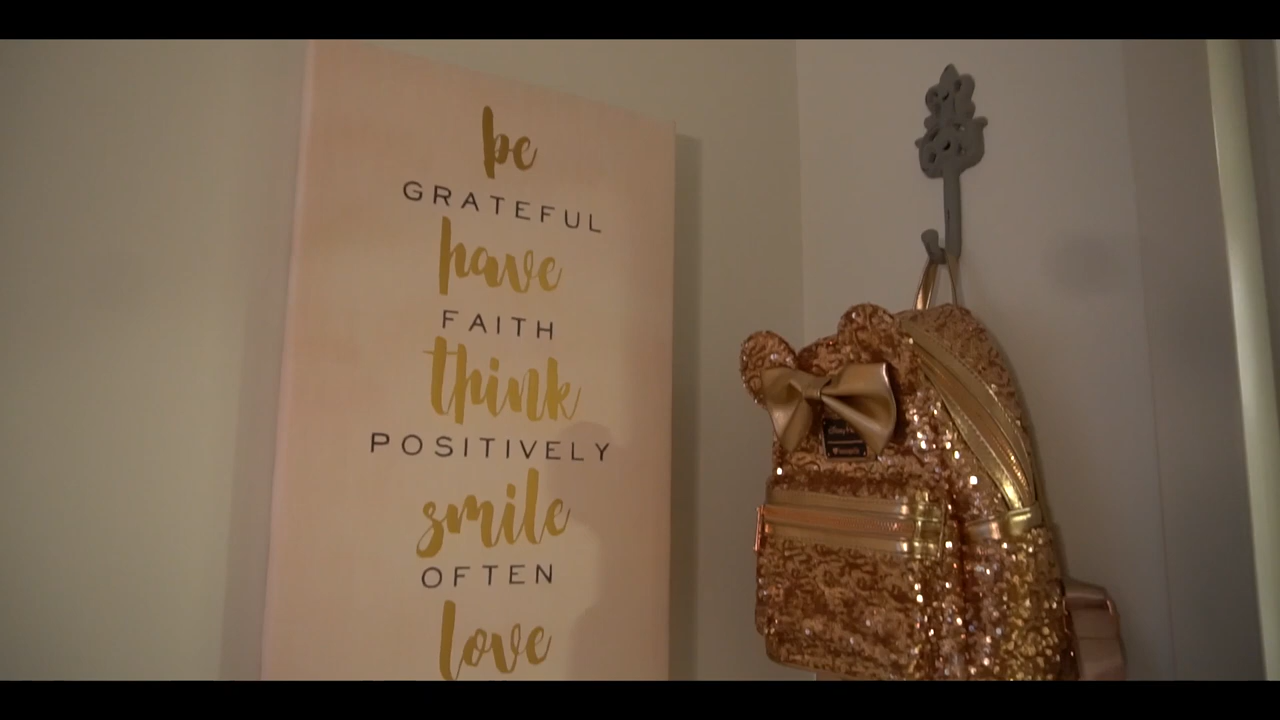 be
GRATEFUL
have
FAITH
think
POSITIVELY
smile
OFTEN
love